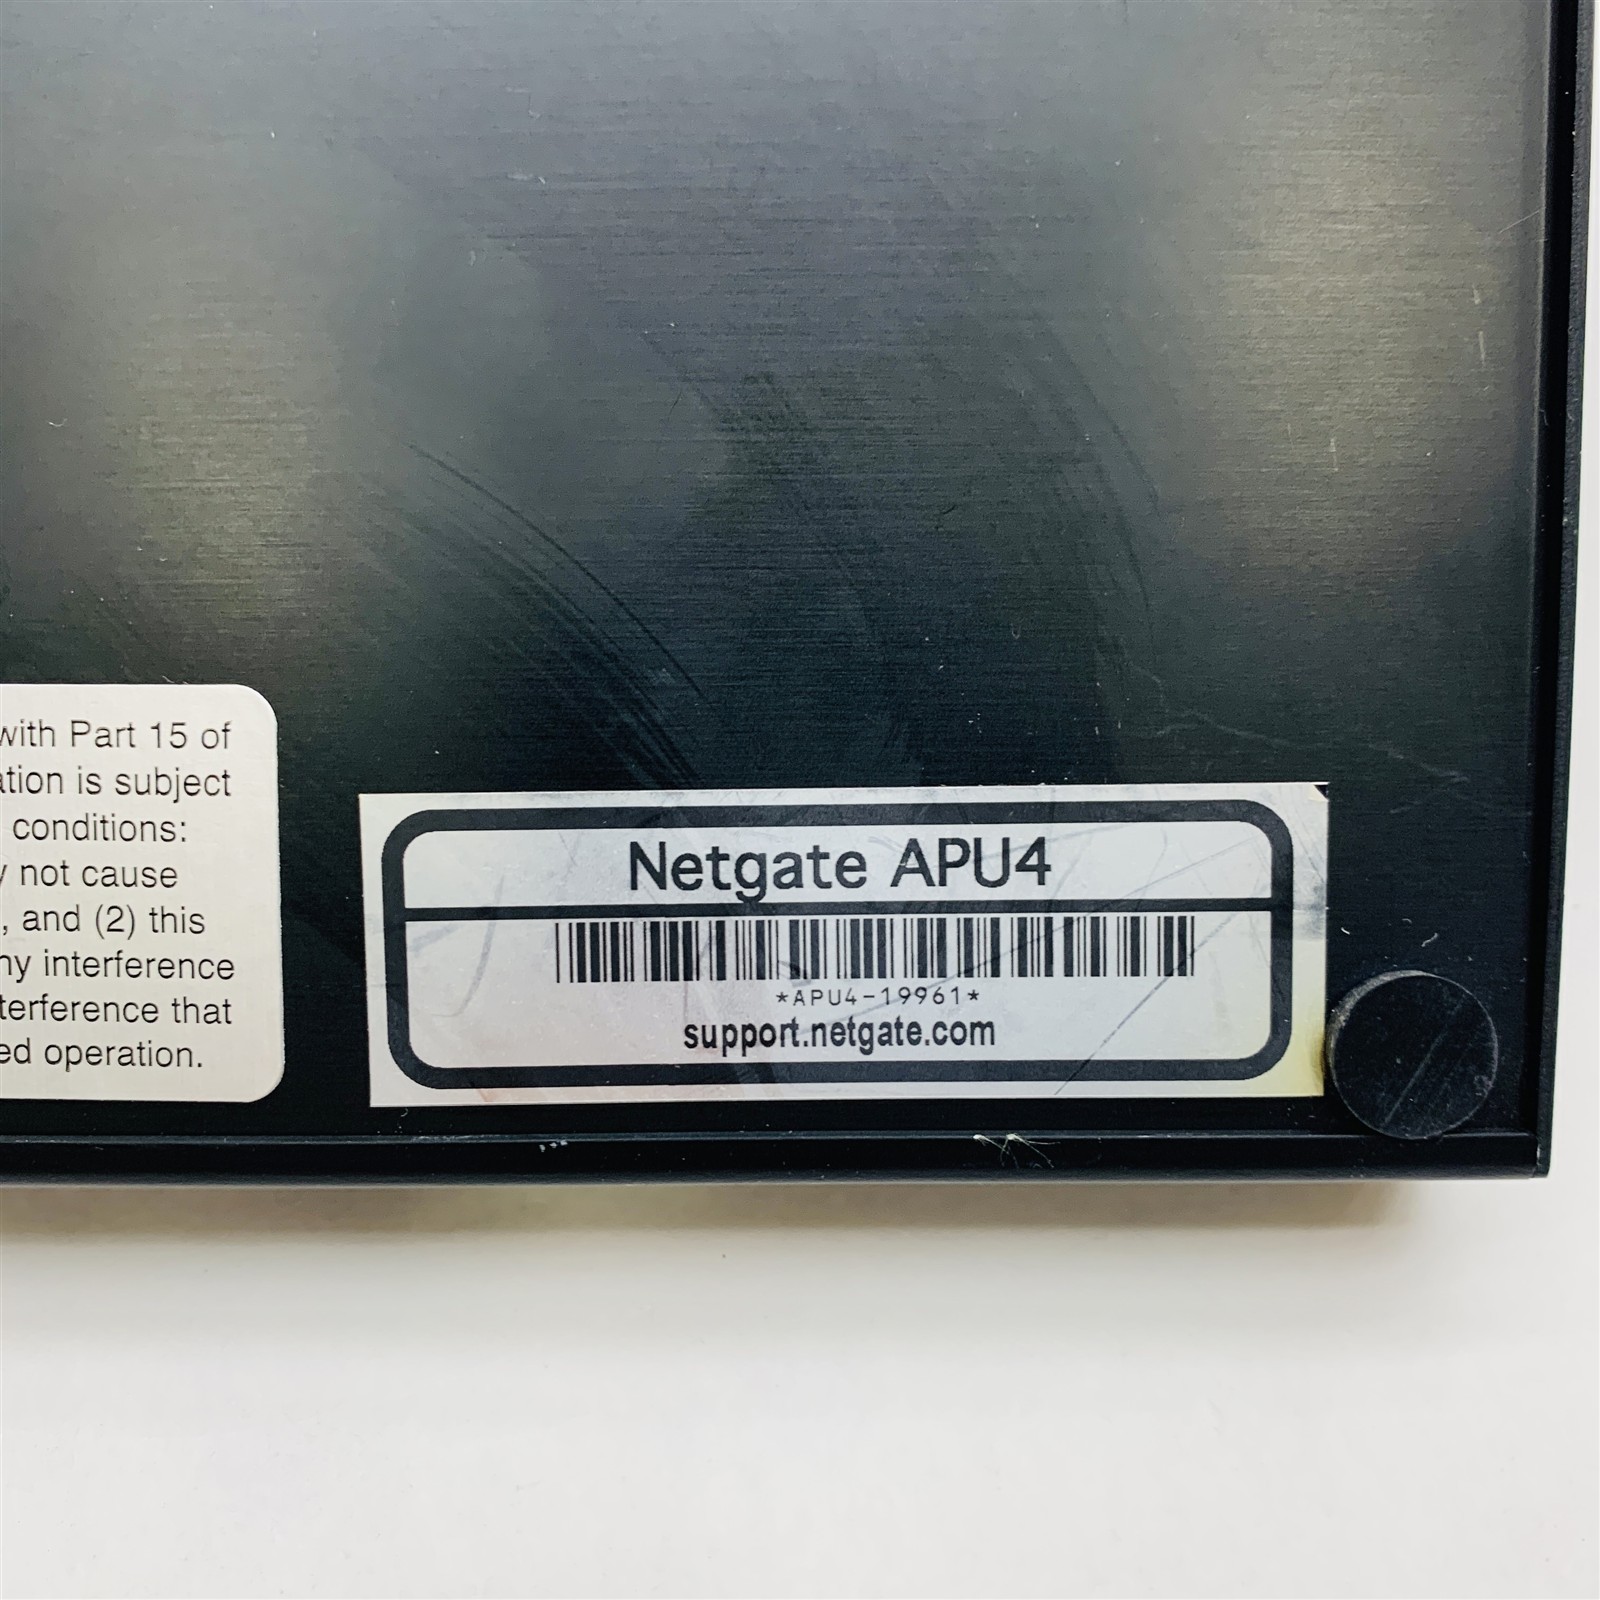 with Part 15 of
ation is subject
conditions:
y not cause
, and (2) this
ny interference
terference that
ed operation.
Netgate APU4
*APU4-19961*
support.netgate.com